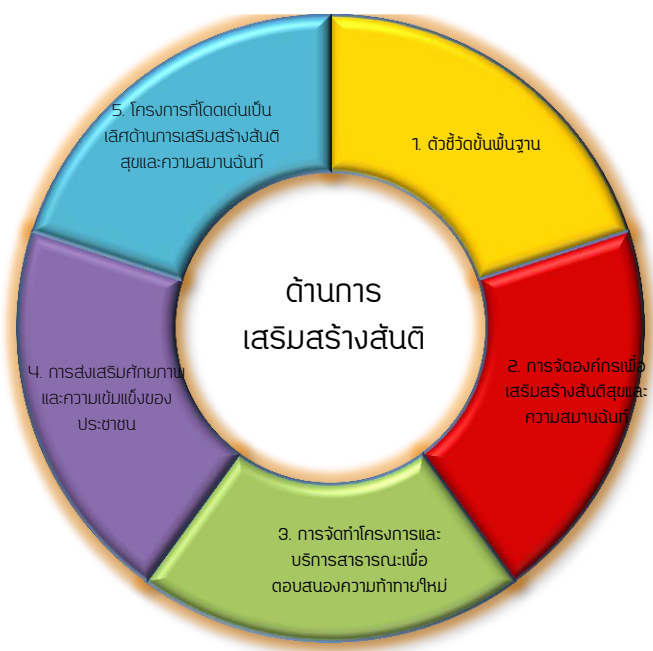 ด้านการ
เสริมสร้างสันติ
1. ตัวชี้วัดขั้นพื้นฐาน
2. การจัดองค์กรเพื่อ
เสริมสร้างสันติสุขและ
ความสมานฉันท์
3. การจัดทำโครงการและ
บริการสาธารณะเพื่อ
ตอบสนองความท้าทายใหม่
4. การส่งเสริมศักยภาพ
และความเข้มแข็งของ
ประชาชน
5. โครงการที่โดดเด่นเป็น
เลิศด้านการเสริมสร้างสันติ
สุขและความสมานฉันท์